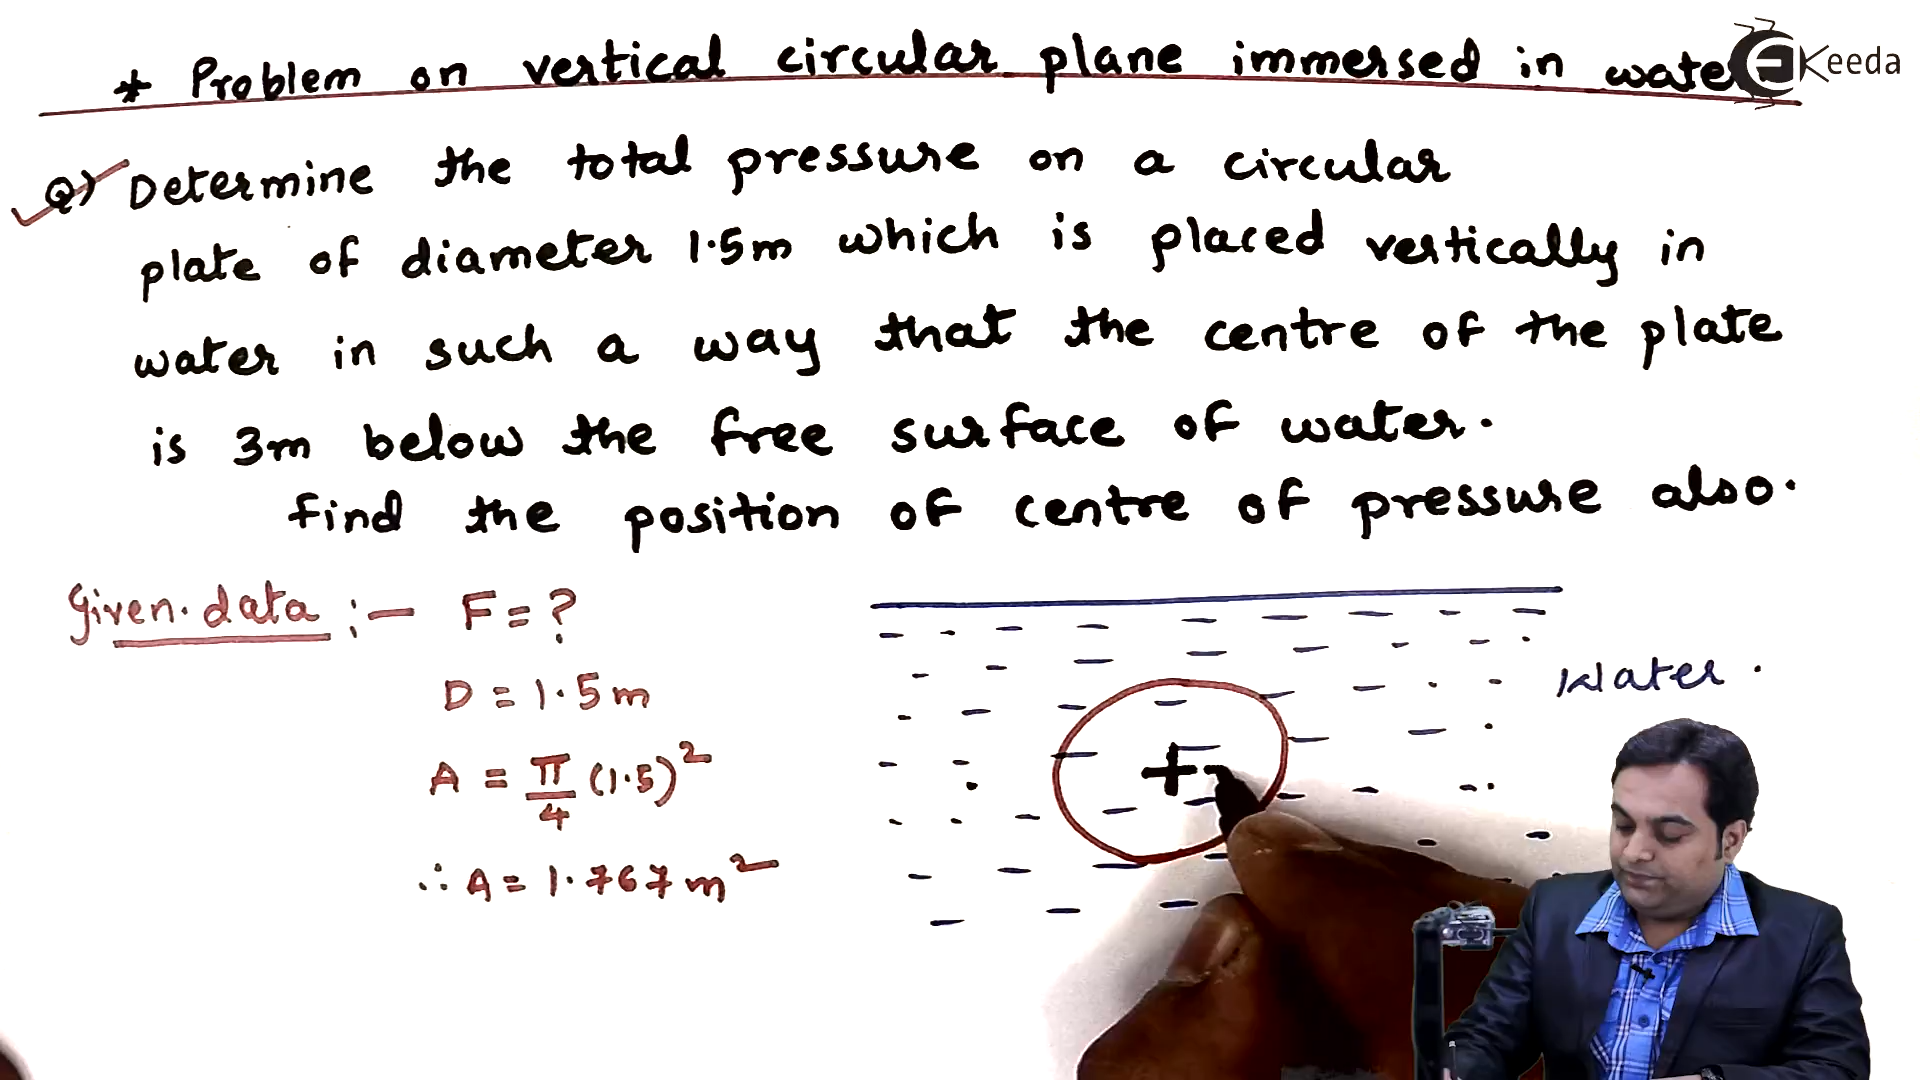 * Problem on vertical circular plane immersed in water
EKeeda
Q) Determine the total pressure on a circular
plate of diameter 1.5m which is placed vertically in
water in such a way that the centre of the plate
is 3m below the free surface of water.
find the position of centre of pressure also.
Given data :- F = ?
D = 1.5m
A = π/4 (1.5)²
∴ A = 1.767m²
Water.